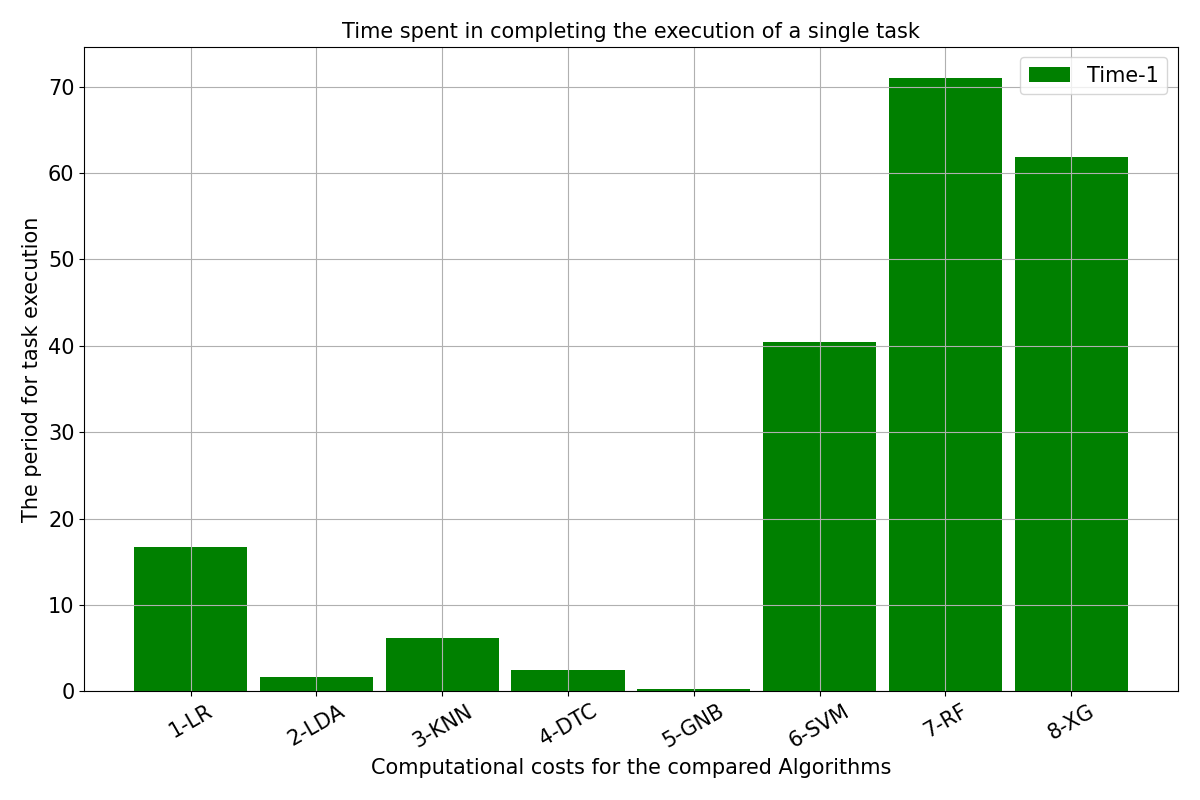 Time spent in completing the execution of a single task
Time-1
The period for task execution
70
60
50
40
30
20
10
0
1-LR
2-LDA
3-KNN
4-DTC
5-GNB
6-SVM
7-RF
8-XG
Computational costs for the compared Algorithms